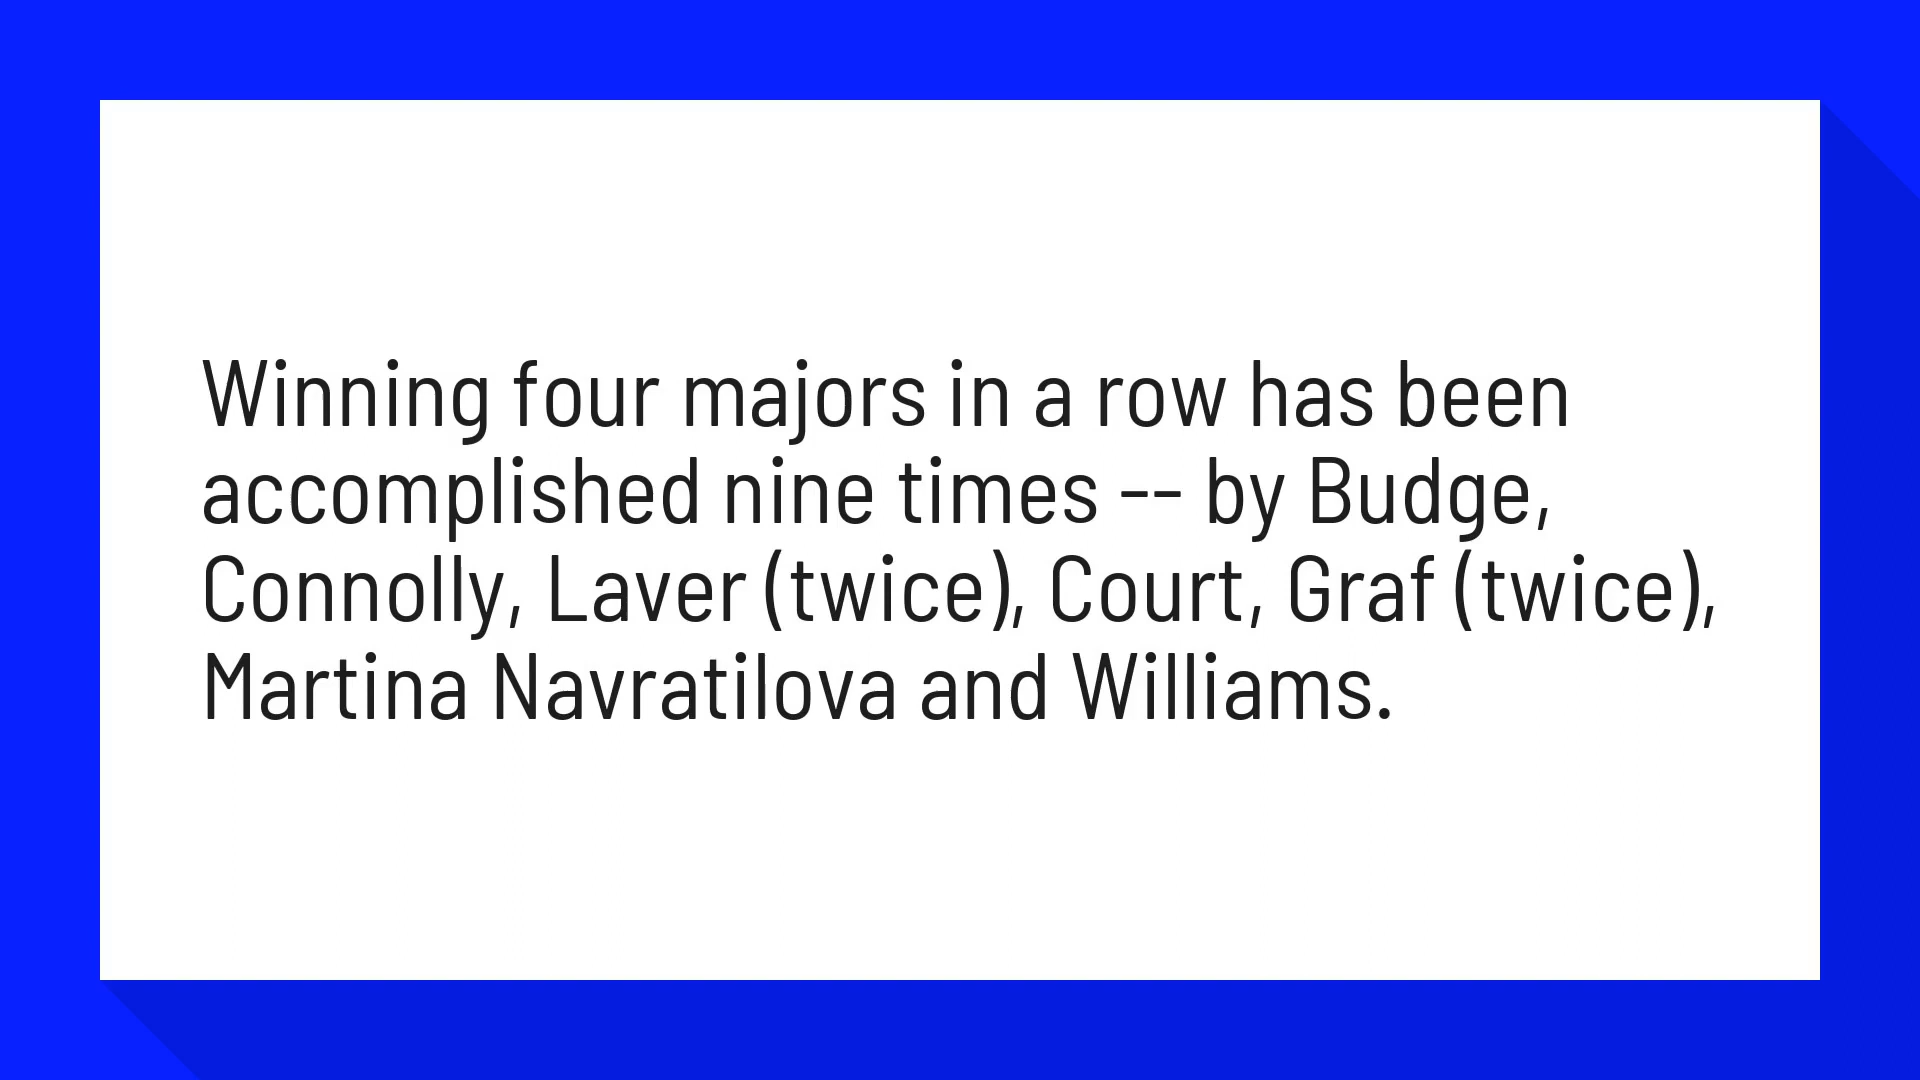 Winning four majors in a row has been
accomplished nine times -- by Budge,
Connolly, Laver (twice), Court, Graf (twice),
Martina Navratilova and Williams.